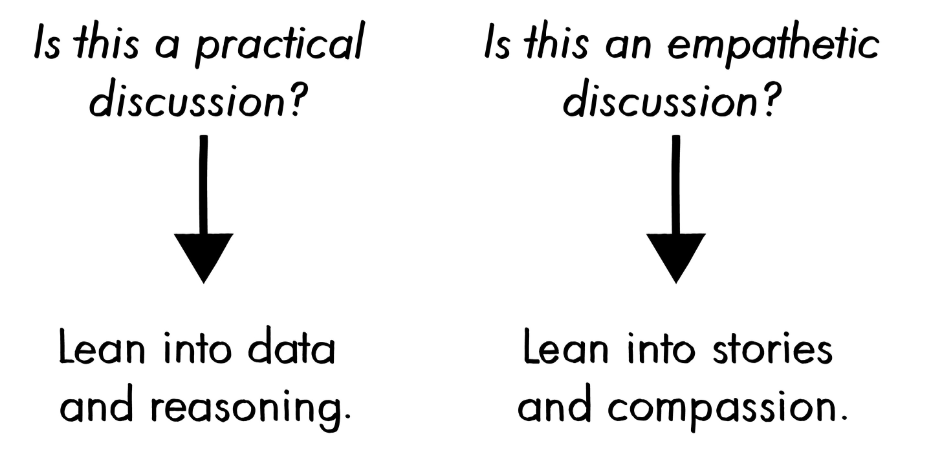 Is this a practical
discussion?
Lean into data
and reasoning.
Is this an empathetic
discussion?
Lean into stories
and compassion.